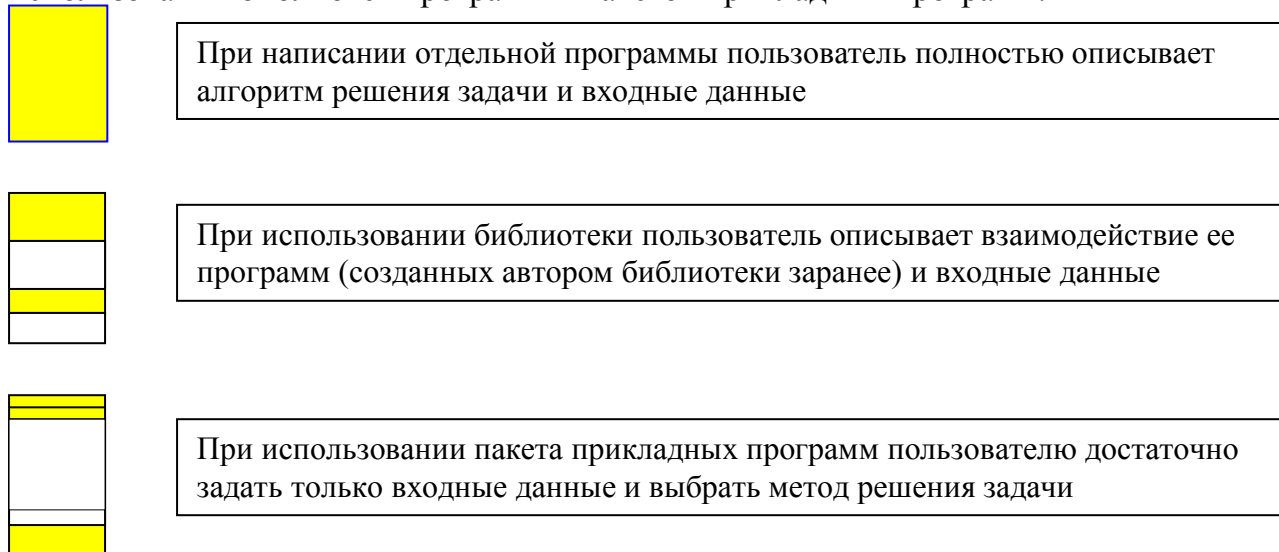 При написании отдельной программы пользователь полностью описывает
алгоритм решения задачи и входные данные
При использовании библиотеки пользователь описывает взаимодействие ее
программ (созданных автором библиотеки заранее) и входные данные
При использовании пакета прикладных программ пользователю достаточно
задать только входные данные и выбрать метод решения задачи